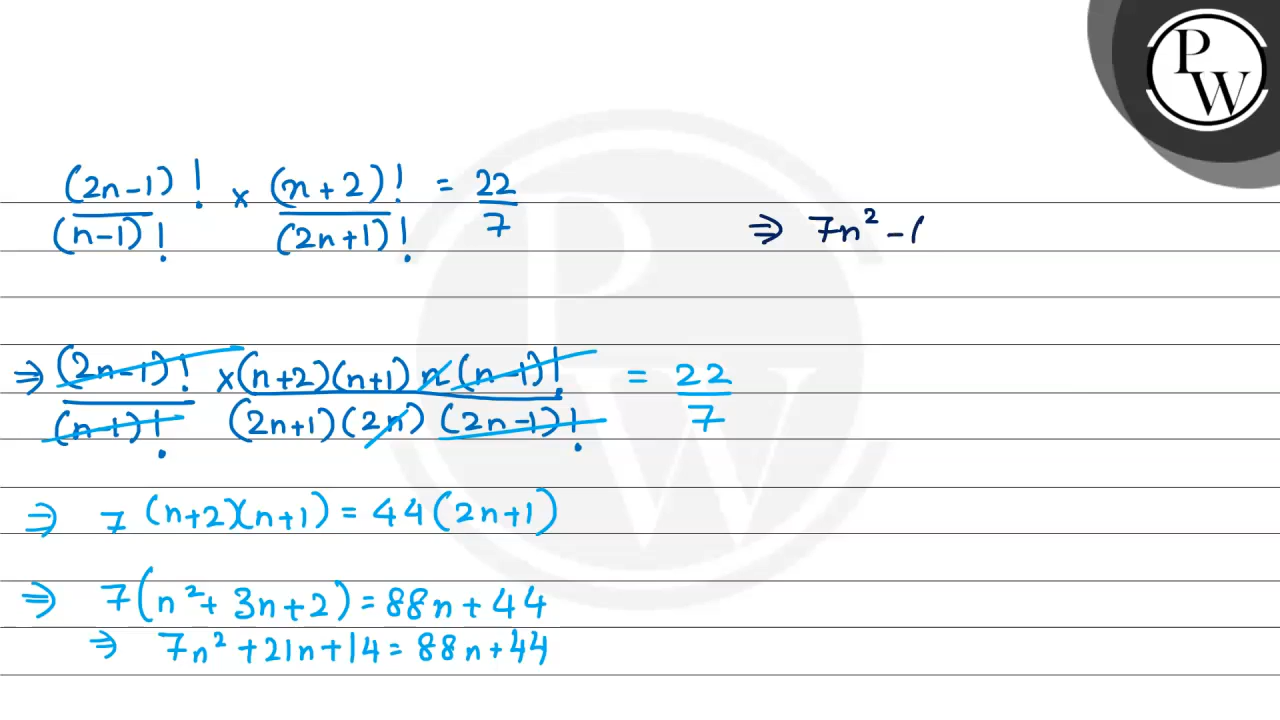 PW
(2n-1)! / (n-1)! × (n+2)! / (2n+1)! = 22/7
⇒ (2n-1)! / (n-1)! × (n+2)(n+1) n (n-1)! / (2n+1)(2n)(2n-1)! = 22/7
⇒ 7 (n+2)(n+1) = 44(2n+1)
⇒ 7(n² + 3n + 2) = 88n + 44
⇒ 7n² + 21n + 14 = 88n + 44
⇒ 7n² -